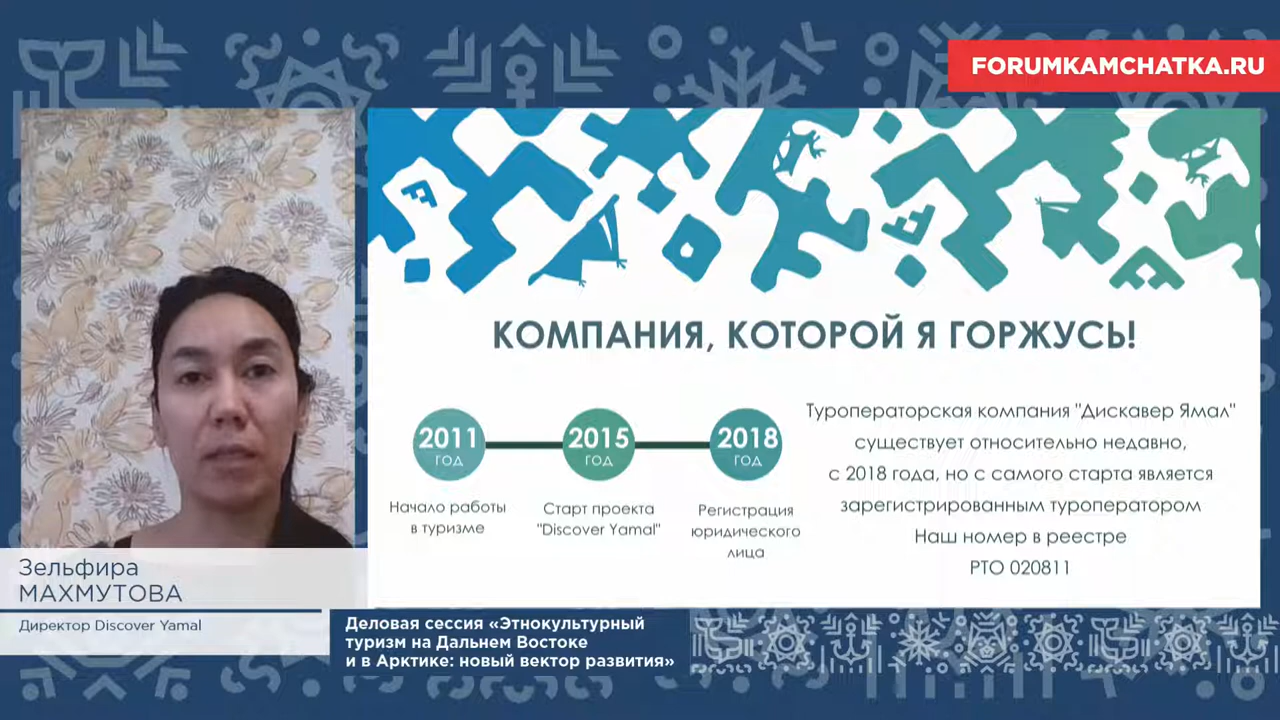 FORUMKAMCHATKA.RU
КОМПАНИЯ, КОТОРОЙ Я ГОРЖУСЬ!
2011
ГОД
Начало работы
в туризме
2015
ГОД
Старт проекта
"Discover Yamal"
2018
ГОД
Регистрация
юридического
лица
Туроператорская компания "Дискавер Ямал"
существует относительно недавно,
с 2018 года, но с самого старта является
зарегистрированным туроператором
Наш номер в реестре
РТО 020811
Зельфира
МАХМУТОВА
Директор Discover Yamal
Деловая сессия «Этнокультурный
туризм на Дальнем Востоке
и в Арктике: новый вектор развития»